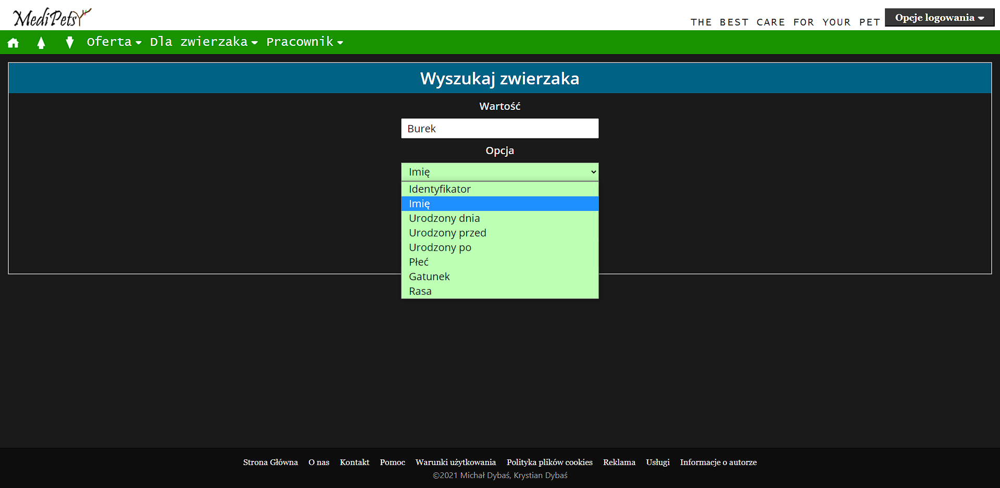 MediPets
THE BEST CARE FOR YOUR PET
Opcje logowania
Oferta Dla zwierzaka Pracownik
Wyszukaj zwierzaka
Wartość
Burek
Opcja
Imię
Identyfikator
Imię
Urodzony dnia
Urodzony przed
Urodzony po
Płeć
Gatunek
Rasa
Strona Główna O nas Kontakt Pomoc Warunki użytkowania Polityka plików cookies Reklama Usługi Informacje o autorze
©2021 Michał Dybaś, Krystian Dybaś